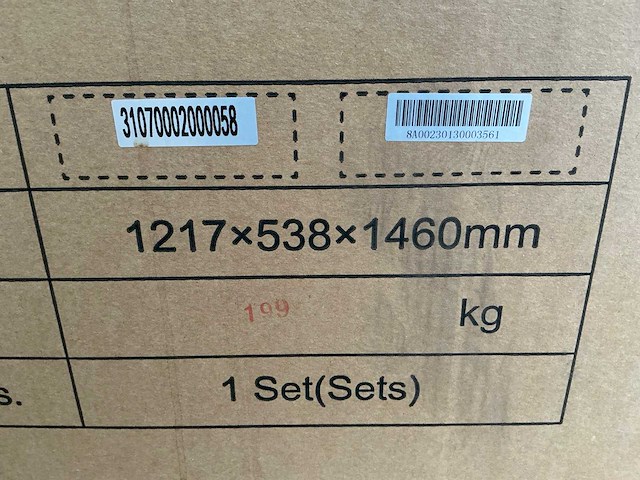 31070002000058
8A00230130003561
1217×538×1460mm
199 kg
1 Set(Sets)
s.